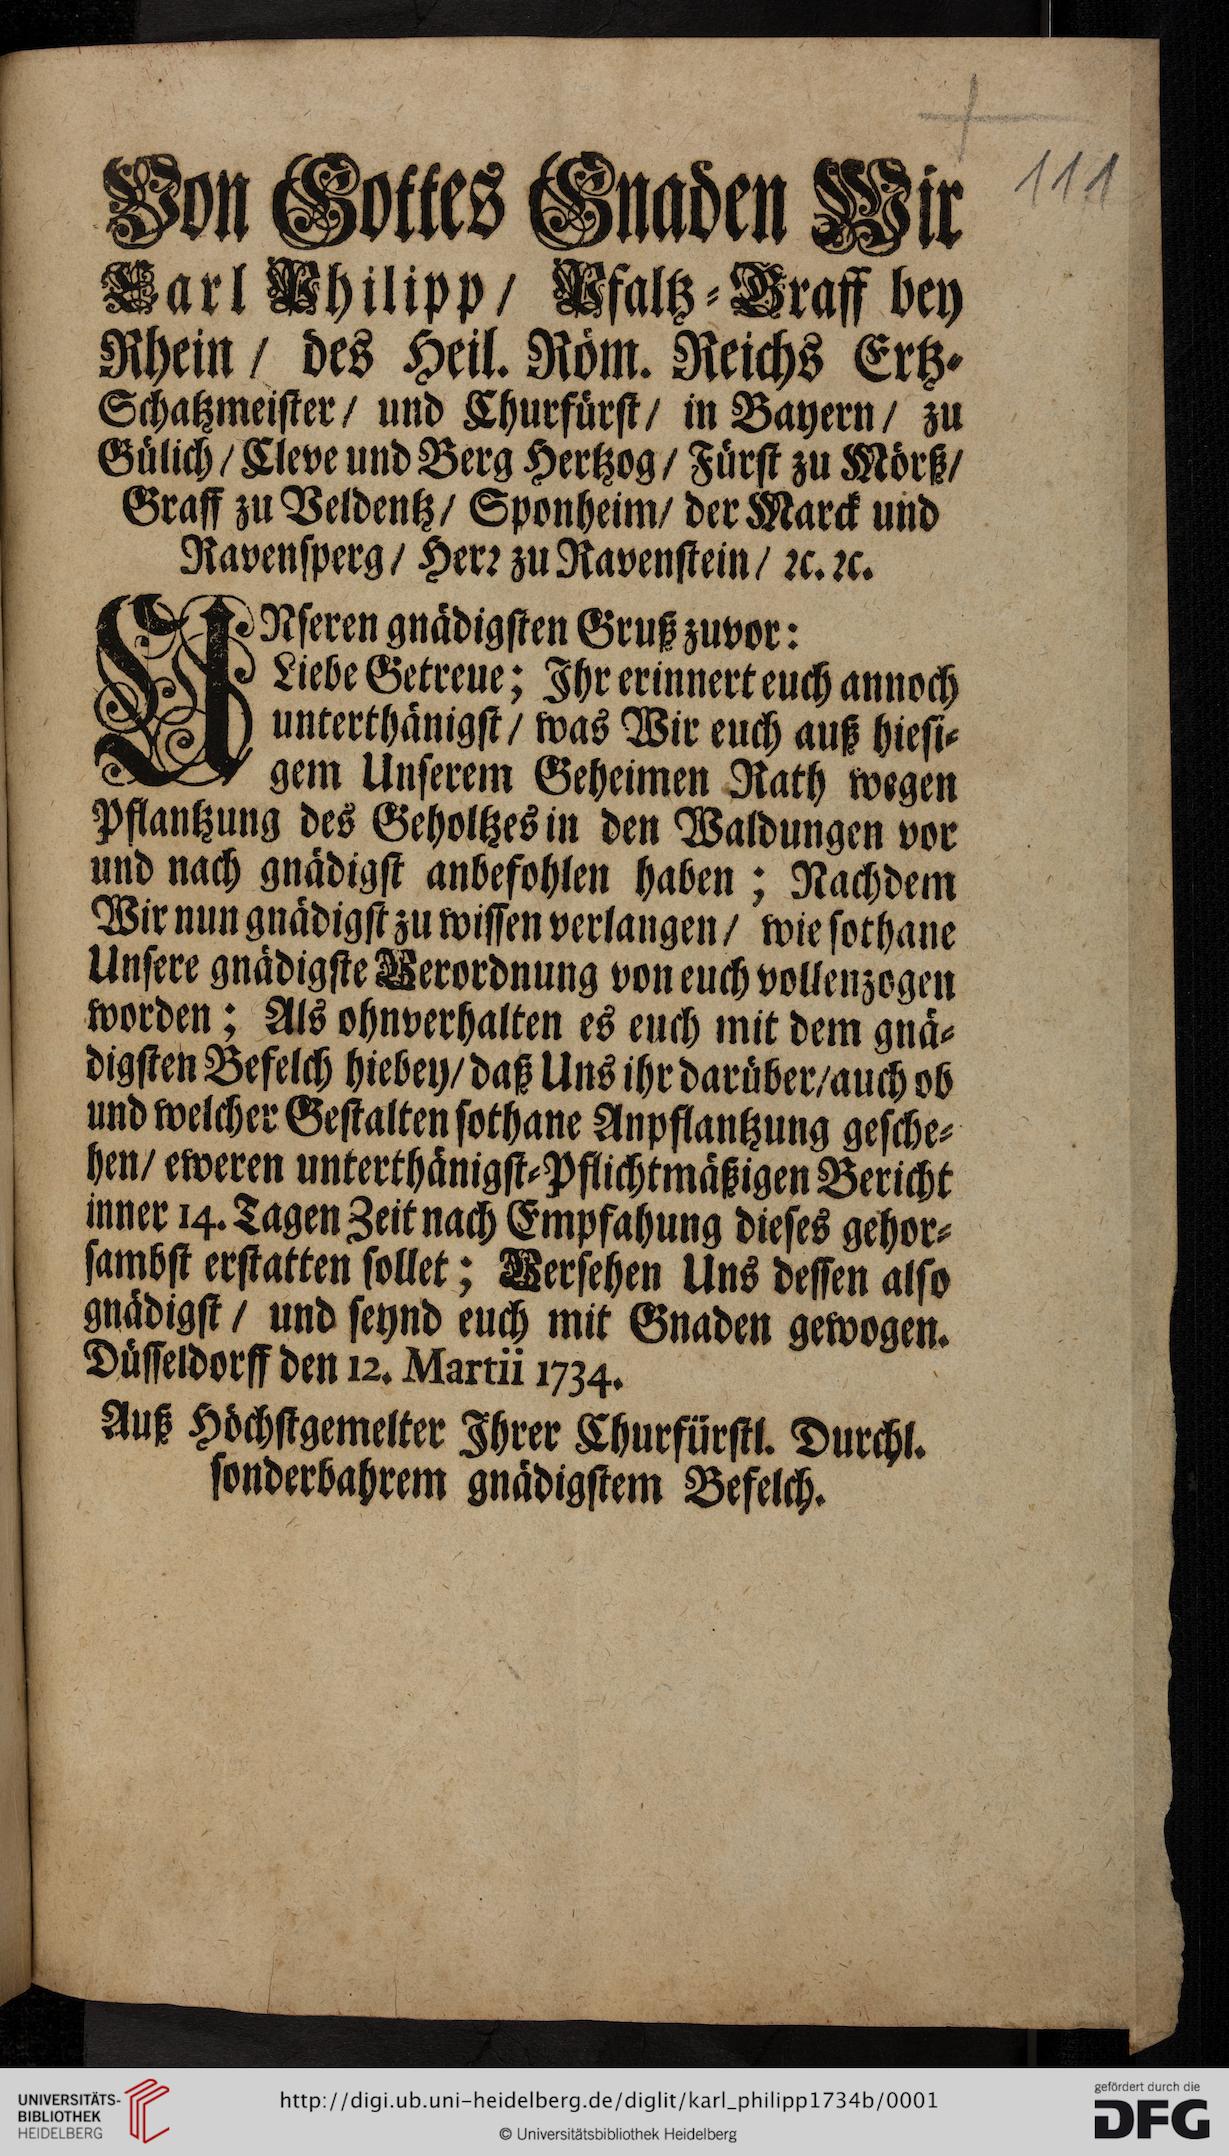 111
Von Gottes Gnaden Wir
Carl Philipp/ Pfaltz-Graff bey
Rhein/ des Heil. Röm. Reichs Ertz-
Schatzmeister/ und Churfürst/ in Bayern/ zu
Gülich/ Cleve und Berg Hertzog/ Fürst zu Mörß/
Graff zu Veldentz/ Sponheim/ der Marck und
Ravensperg/ Herr zu Ravenstein/ ꝛc. ꝛc.
UNseren gnädigsten Gruß zuvor:
Liebe Getreue; Ihr erinnert euch annoch
unterthänigst/ was Wir euch auß hiesi-
gem Unserem Geheimen Rath wegen
Pflantzung des Geholtzes in den Waldungen vor
und nach gnädigst anbefohlen haben; Nachdem
Wir nun gnädigst zu wissen verlangen/ wie sothane
Unsere gnädigste Verordnung von euch vollenzogen
worden; Als ohnverhalten es euch mit dem gnä-
digsten Befelch hiebey/ daß Uns ihr darüber/ auch ob
und welcher Gestalten sothane Anpflantzung gesche-
hen/ eweren unterthänigst-Pflichtmäßigen Bericht
inner 14. Tagen Zeit nach Empfahung dieses gehor-
sambst erstatten sollet; Versehen Uns dessen also
gnädigst/ und seynd euch mit Gnaden gewogen.
Düsseldorff den 12. Martii 1734.
Auß Höchstgemelter Ihrer Churfürstl. Durchl.
sonderbahrem gnädigstem Befelch.
UNIVERSITÄTS-
BIBLIOTHEK
HEIDELBERG
http://digi.ub.uni-heidelberg.de/diglit/karl_philipp1734b/0001
© Universitätsbibliothek Heidelberg
gefördert durch die
DFG